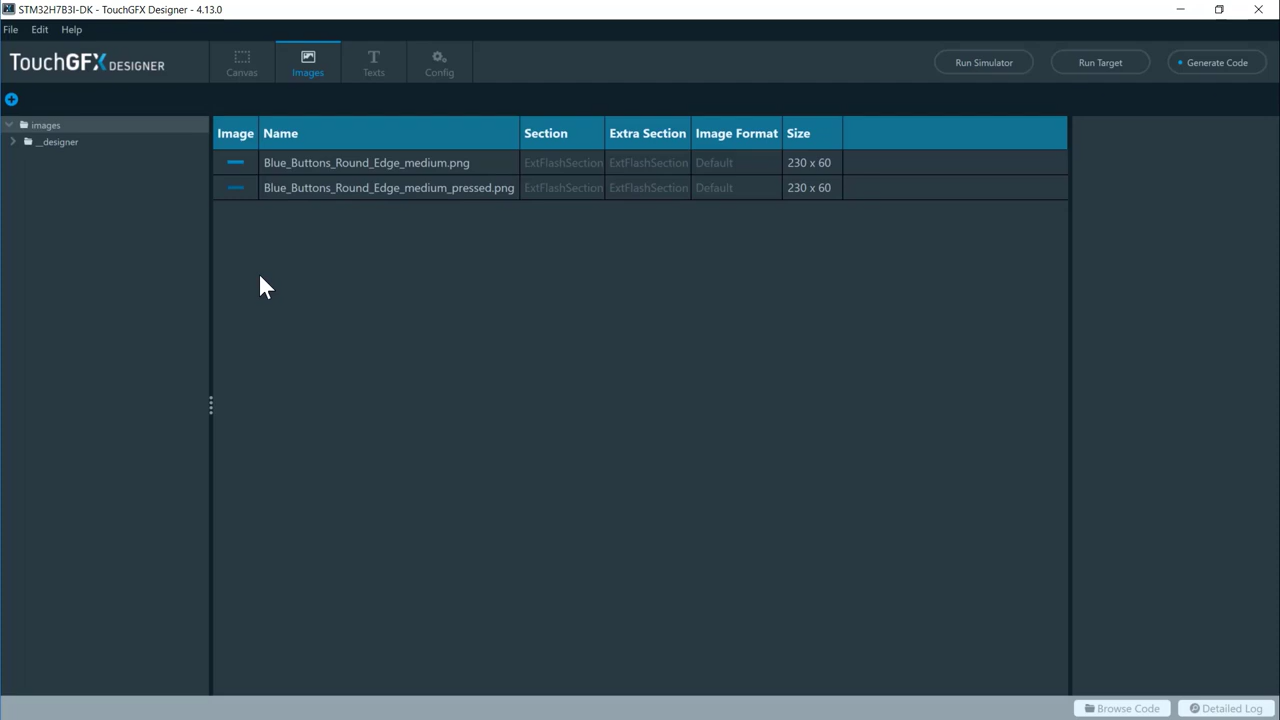 STM32H7B3I-DK - TouchGFX Designer - 4.13.0
File Edit Help
TouchGFX DESIGNER
Canvas
Images
Texts
Config
Run Simulator
Run Target
Generate Code
images
__designer
Image Name Section Extra Section Image Format Size
Blue_Buttons_Round_Edge_medium.png ExtFlashSection ExtFlashSection Default 230 x 60
Blue_Buttons_Round_Edge_medium_pressed.png ExtFlashSection ExtFlashSection Default 230 x 60
Browse Code Detailed Log